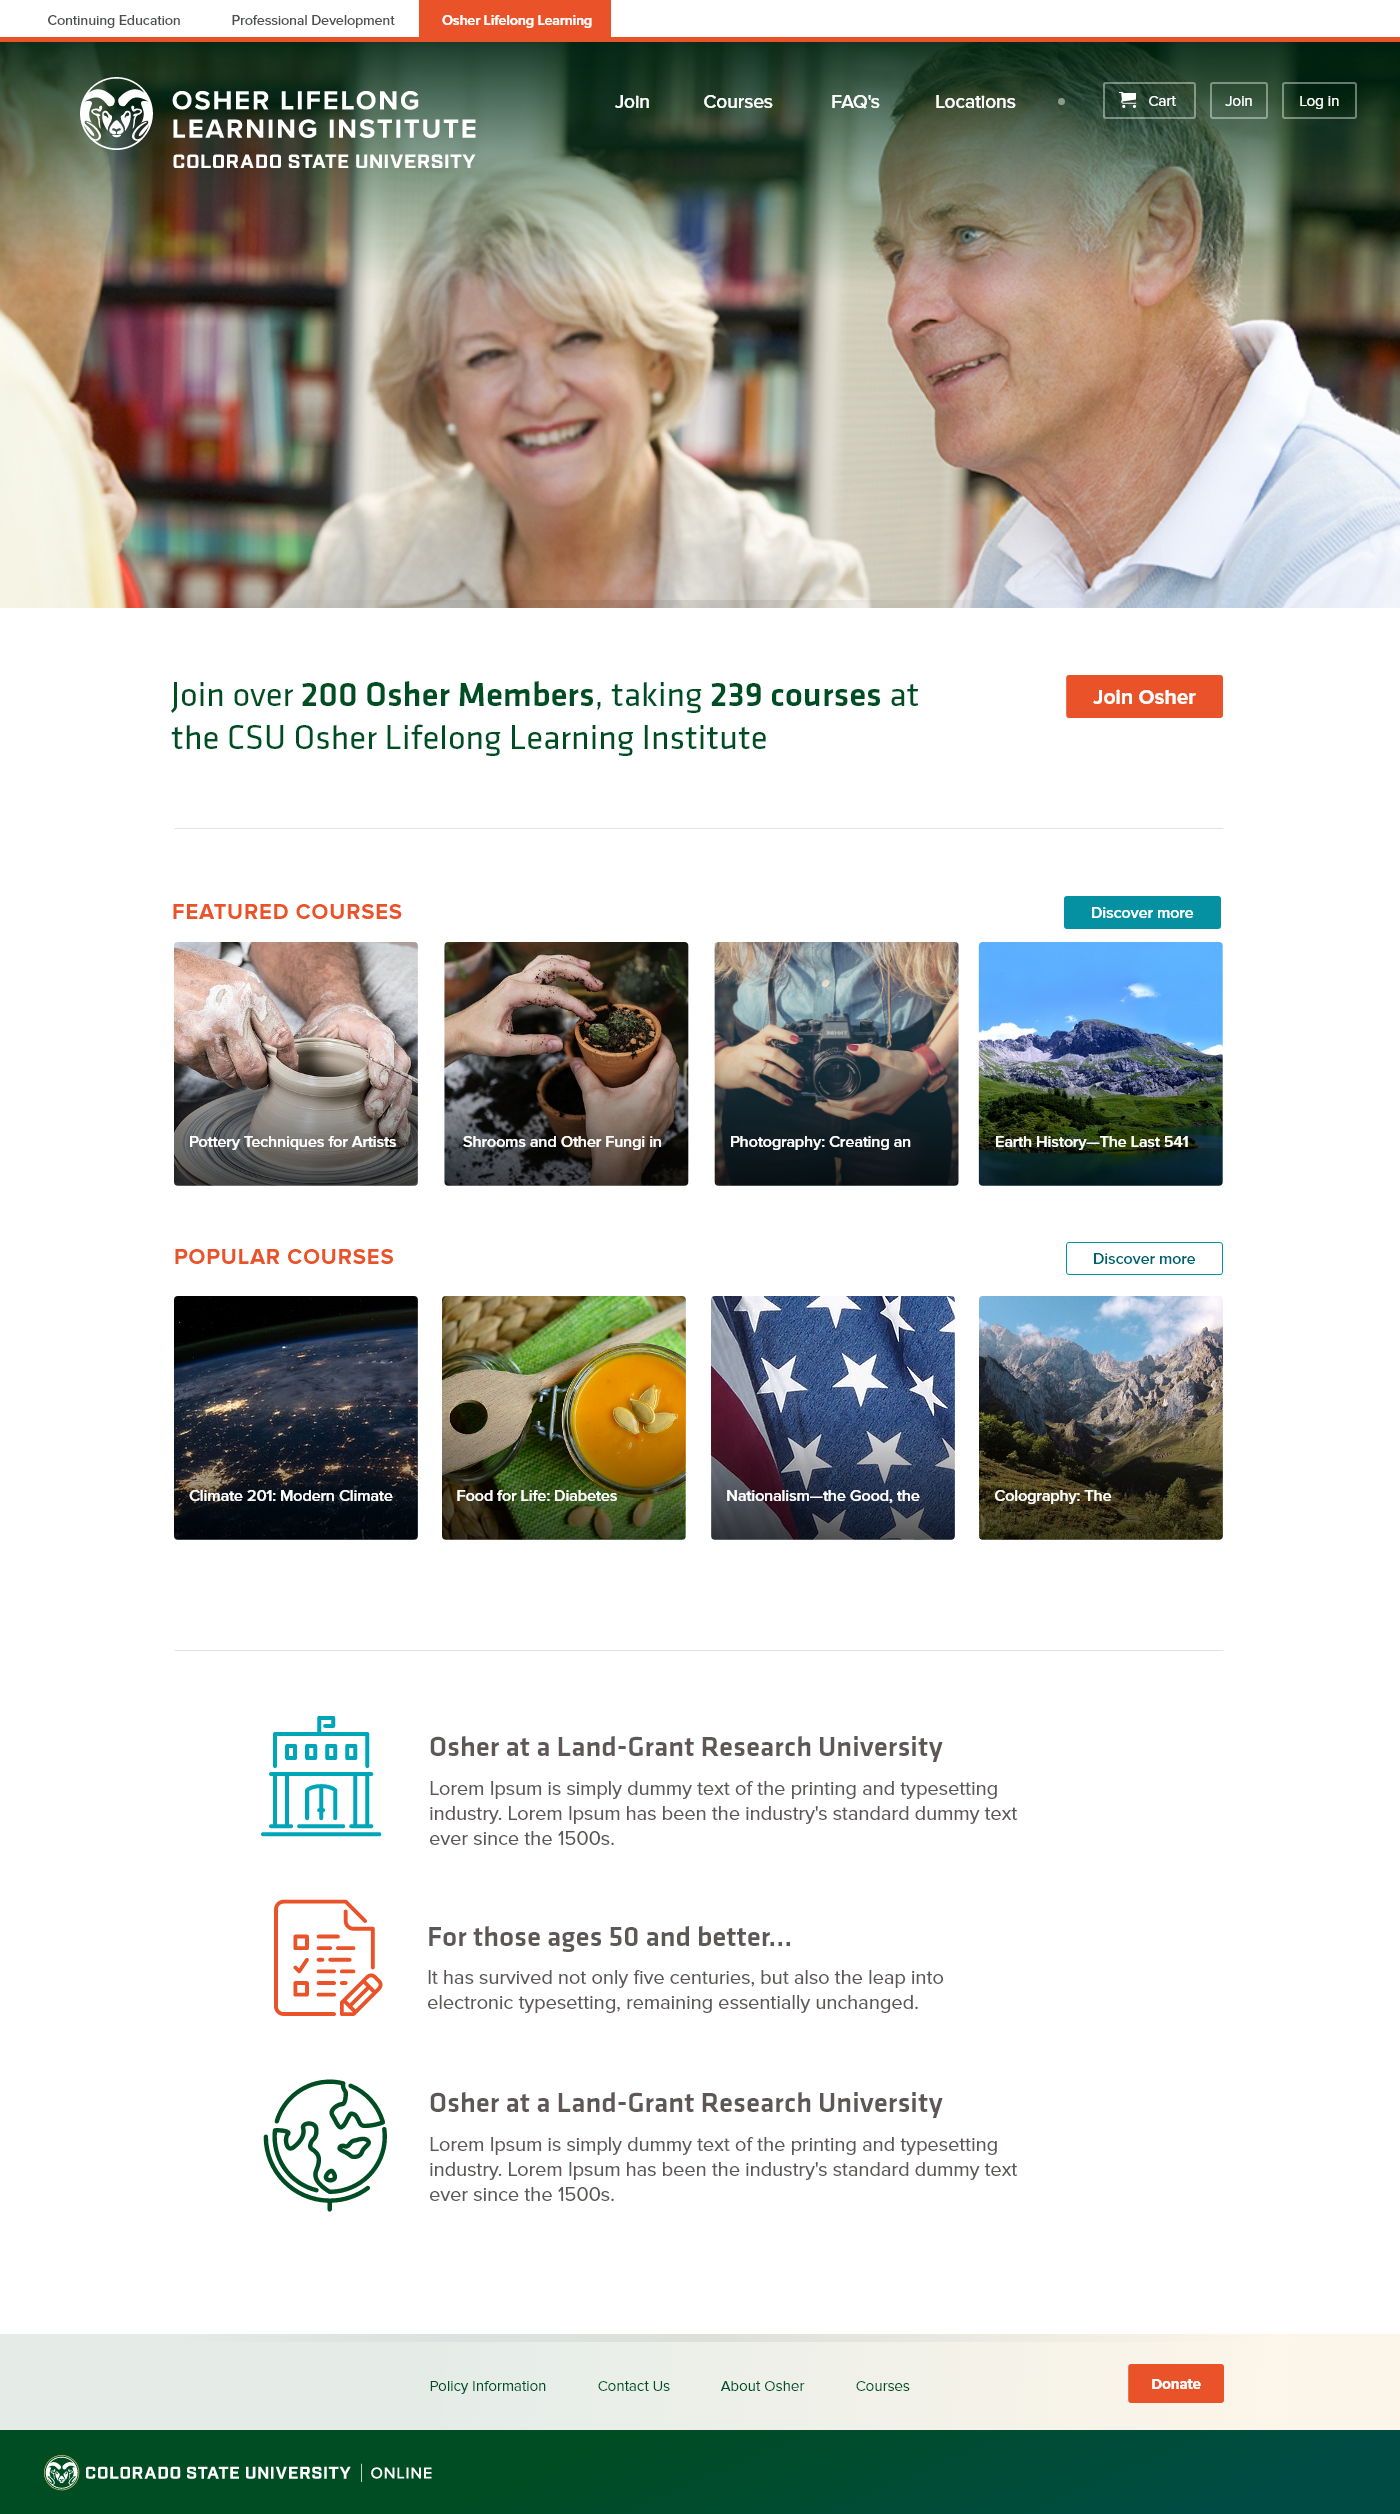 Continuing Education
Professional Development
Osher Lifelong Learning
OSHER LIFELONG
LEARNING INSTITUTE
COLORADO STATE UNIVERSITY
Join
Courses
FAQ's
Locations
Cart
Join
Log in
Join over 200 Osher Members, taking 239 courses at
the CSU Osher Lifelong Learning Institute
Join Osher
FEATURED COURSES
Discover more
Pottery Techniques for Artists
Shrooms and Other Fungi in
Photography: Creating an
Earth History—The Last 541
POPULAR COURSES
Discover more
Climate 201: Modern Climate
Food for Life: Diabetes
Nationalism—the Good, the
Colography: The
Osher at a Land-Grant Research University
Lorem Ipsum is simply dummy text of the printing and typesetting
industry. Lorem Ipsum has been the industry's standard dummy text
ever since the 1500s.
For those ages 50 and better...
It has survived not only five centuries, but also the leap into
electronic typesetting, remaining essentially unchanged.
Osher at a Land-Grant Research University
Lorem Ipsum is simply dummy text of the printing and typesetting
industry. Lorem Ipsum has been the industry's standard dummy text
ever since the 1500s.
Policy Information
Contact Us
About Osher
Courses
Donate
COLORADO STATE UNIVERSITY | ONLINE